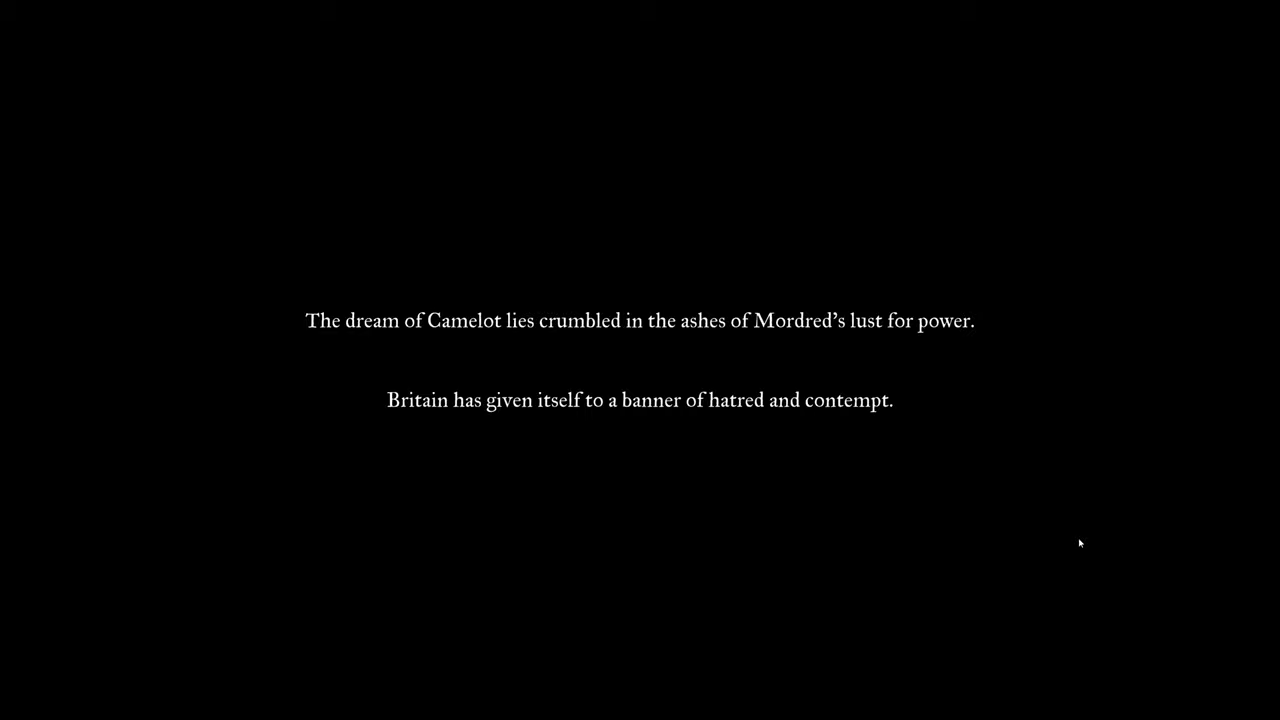 The dream of Camelot lies crumbled in the ashes of Mordred’s lust for power.
Britain has given itself to a banner of hatred and contempt.